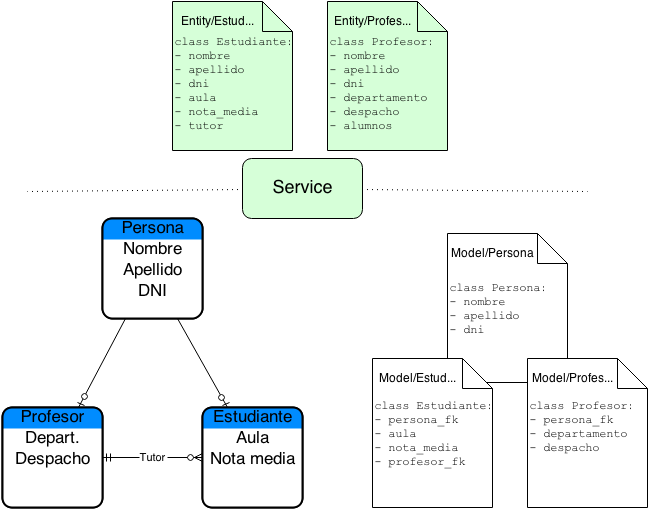 Entity/Estud...
class Estudiante:
- nombre
- apellido
- dni
- aula
- nota_media
- tutor
Entity/Profes...
class Profesor:
- nombre
- apellido
- dni
- departamento
- despacho
- alumnos
Service
Persona
Nombre
Apellido
DNI
Profesor
Depart.
Despacho
Tutor
Estudiante
Aula
Nota media
Model/Persona
class Persona:
- nombre
- apellido
- dni
Model/Estud...
class Estudiante:
- persona_fk
- aula
- nota_media
- profesor_fk
Model/Profes...
class Profesor:
- persona_fk
- departamento
- despacho